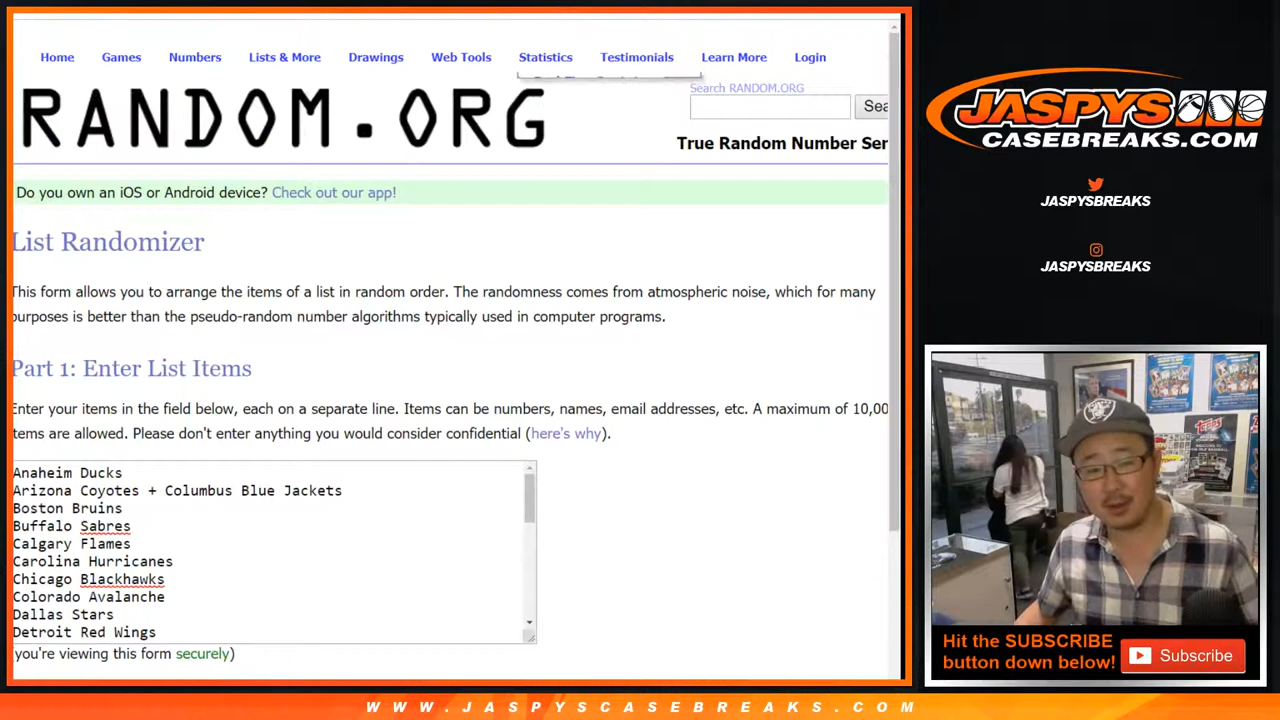 Home Games Numbers Lists & More Drawings Web Tools Statistics Testimonials Learn More Login
RANDOM.ORG
Search RANDOM.ORG
Sea
True Random Number Ser
Do you own an iOS or Android device? Check out our app!
List Randomizer
This form allows you to arrange the items of a list in random order. The randomness comes from atmospheric noise, which for many
purposes is better than the pseudo-random number algorithms typically used in computer programs.
Part 1: Enter List Items
Enter your items in the field below, each on a separate line. Items can be numbers, names, email addresses, etc. A maximum of 10,00
items are allowed. Please don't enter anything you would consider confidential (here's why).
Anaheim Ducks
Arizona Coyotes + Columbus Blue Jackets
Boston Bruins
Buffalo Sabres
Calgary Flames
Carolina Hurricanes
Chicago Blackhawks
Colorado Avalanche
Dallas Stars
Detroit Red Wings
you're viewing this form securely)
JASPYS
CASEBREAKS.COM
JASPYSBREAKS
JASPYSBREAKS
Topps
Hit the SUBSCRIBE
button down below!
Subscribe
WWW.JASPYSCASEBREAKS.COM